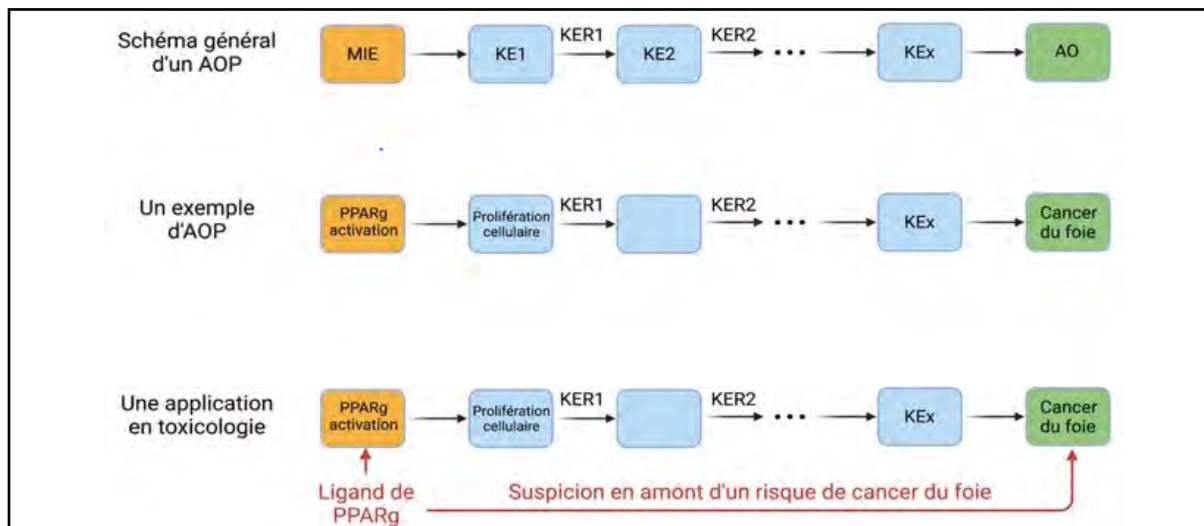 Schéma général
d'un AOP
MIE
KE1
KER1
KE2
KER2
KEx
AO
Un exemple
d'AOP
PPARg
activation
Prolifération
cellulaire
KER1
KER2
KEx
Cancer
du foie
Une application
en toxicologie
PPARg
activation
Prolifération
cellulaire
KER1
KER2
KEx
Cancer
du foie
Ligand de
PPARg
Suspicion en amont d'un risque de cancer du foie